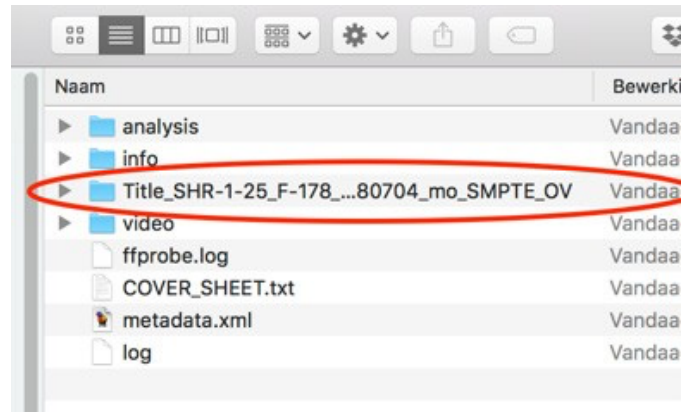 Naam Bewerki
analysis Vandaa
info Vandaa
Title_SHR-1-25_F-178_...80704_mo_SMPTE_OV Vandaa
video Vandaa
ffprobe.log Vandaa
COVER_SHEET.txt Vandaa
metadata.xml Vandaa
log Vandaa